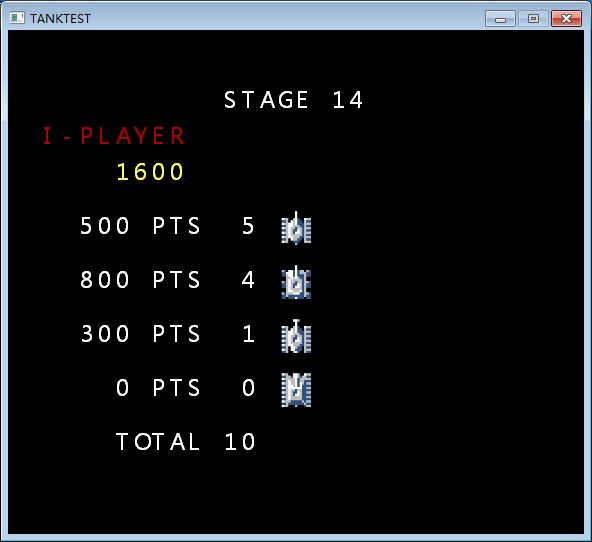 TANKTEST
STAGE 14
I-PLAYER
1600
500 PTS 5
800 PTS 4
300 PTS 1
0 PTS 0
TOTAL 10